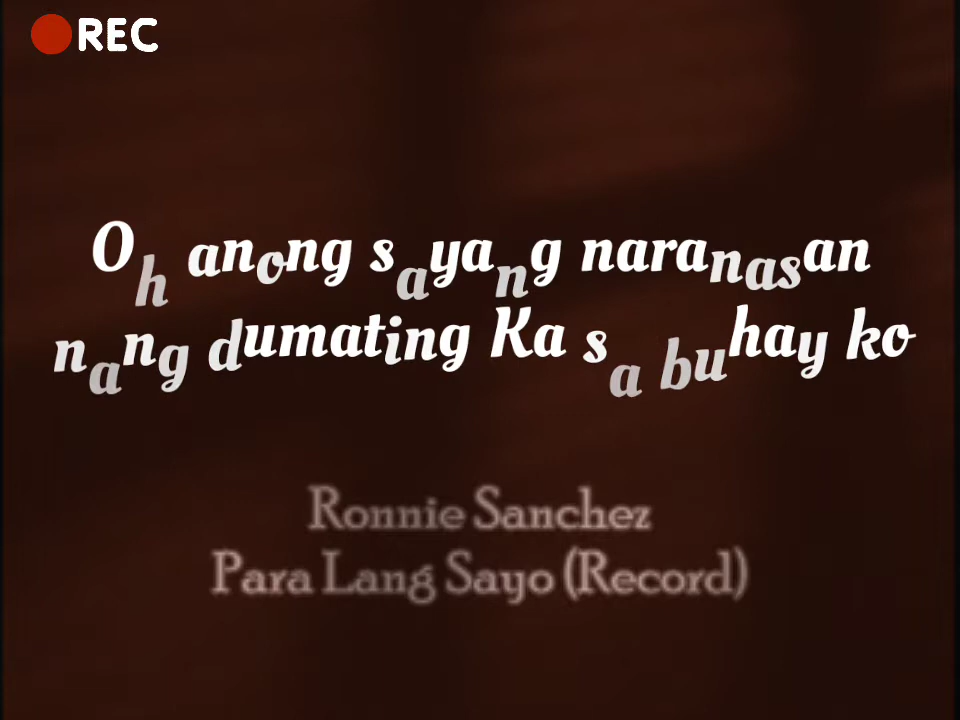 REC
Oh anong sayang naranasan
nang dumating Ka sa buhay ko
Ronnie Sanchez
Para Lang Sayo (Record)